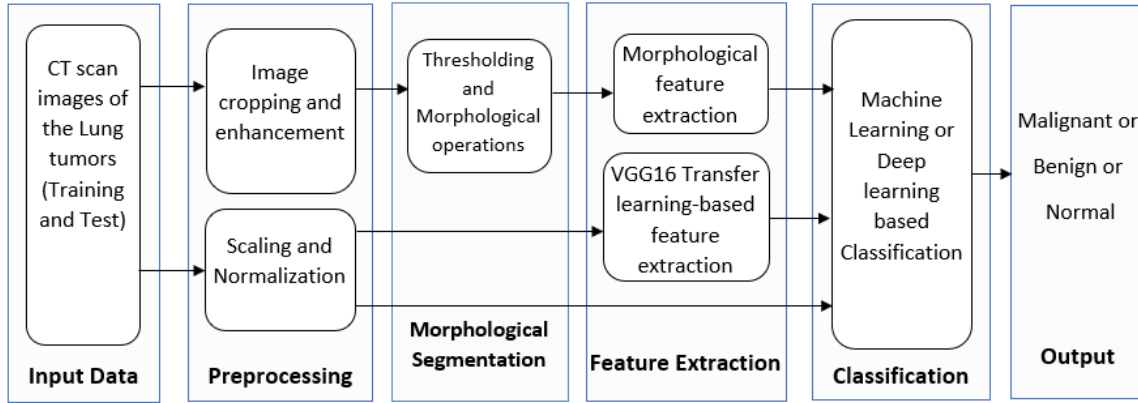 CT scan
images of
the Lung
tumors
(Training
and Test)
Input Data
Image
cropping and
enhancement
Scaling and
Normalization
Preprocessing
Thresholding
and
Morphological
operations
Morphological
Segmentation
Morphological
feature
extraction
VGG16 Transfer
learning-based
feature
extraction
Feature Extraction
Machine
Learning or
Deep
learning
based
Classification
Classification
Malignant or
Benign or
Normal
Output